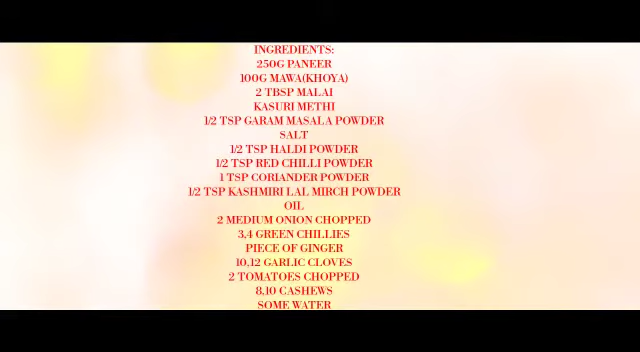 INGREDIENTS:
250G PANEER
100G MAWA(KHOYA)
2 TBSP MALAI
KASURI METHI
1/2 TSP GARAM MASALA POWDER
SALT
1/2 TSP HALDI POWDER
1/2 TSP RED CHILLI POWDER
1 TSP CORIANDER POWDER
1/2 TSP KASHMIRI LAL MIRCH POWDER
OIL
2 MEDIUM ONION CHOPPED
3,4 GREEN CHILLIES
PIECE OF GINGER
10,12 GARLIC CLOVES
2 TOMATOES CHOPPED
8,10 CASHEWS
SOME WATER